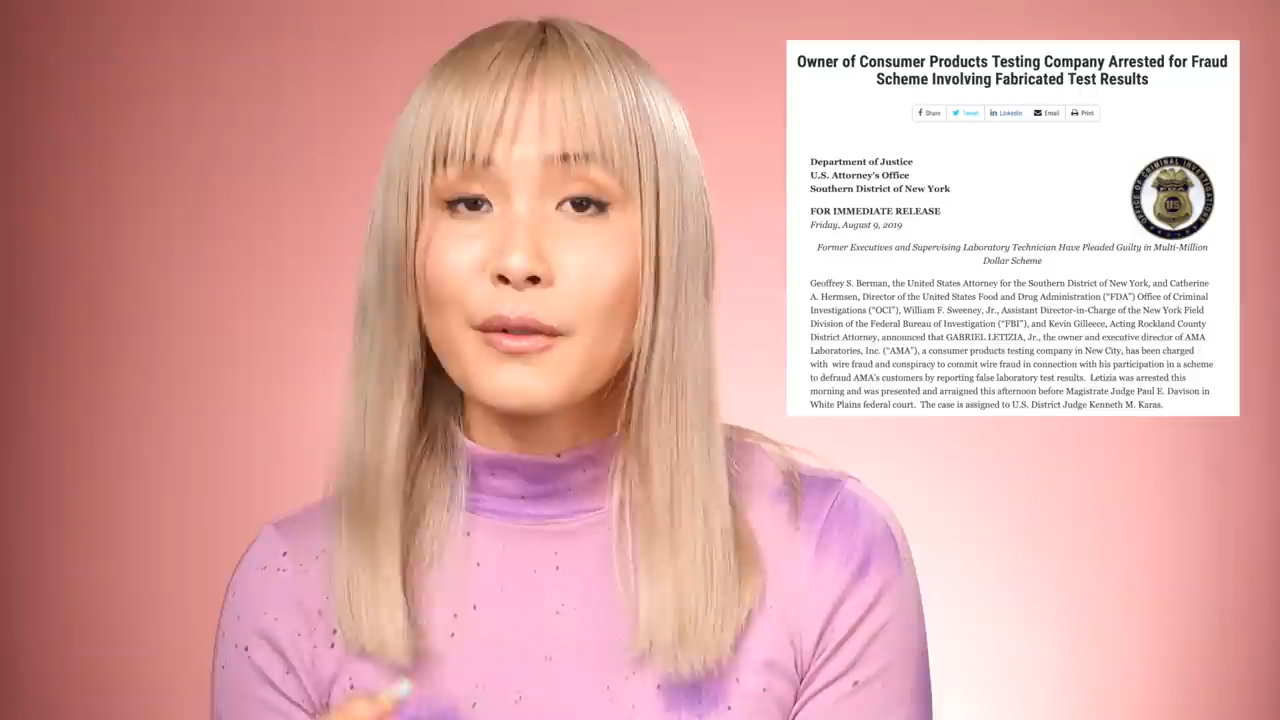 Owner of Consumer Products Testing Company Arrested for Fraud
Scheme Involving Fabricated Test Results
Share
Tweet
LinkedIn
Email
Print
Department of Justice
U.S. Attorney's Office
Southern District of New York
FOR IMMEDIATE RELEASE
Friday, August 9, 2019
OFFICE OF CRIMINAL INVESTIGATIONS
US
Former Executives and Supervising Laboratory Technician Have Pleaded Guilty in Multi-Million
Dollar Scheme
Geoffrey S. Berman, the United States Attorney for the Southern District of New York, and Catherine
A. Hermsen, Director of the United States Food and Drug Administration ("FDA") Office of Criminal
Investigations ("OCI"), William F. Sweeney, Jr., Assistant Director-in-Charge of the New York Field
Division of the Federal Bureau of Investigation ("FBI"), and Kevin Gilleece, Acting Rockland County
District Attorney, announced that GABRIEL LETIZIA, Jr., the owner and executive director of AMA
Laboratories, Inc. ("AMA"), a consumer products testing company in New City, has been charged
with wire fraud and conspiracy to commit wire fraud in connection with his participation in a scheme
to defraud AMA's customers by reporting false laboratory test results. Letizia was arrested this
morning and was presented and arraigned this afternoon before Magistrate Judge Paul E. Davison in
White Plains federal court. The case is assigned to U.S. District Judge Kenneth M. Karas.